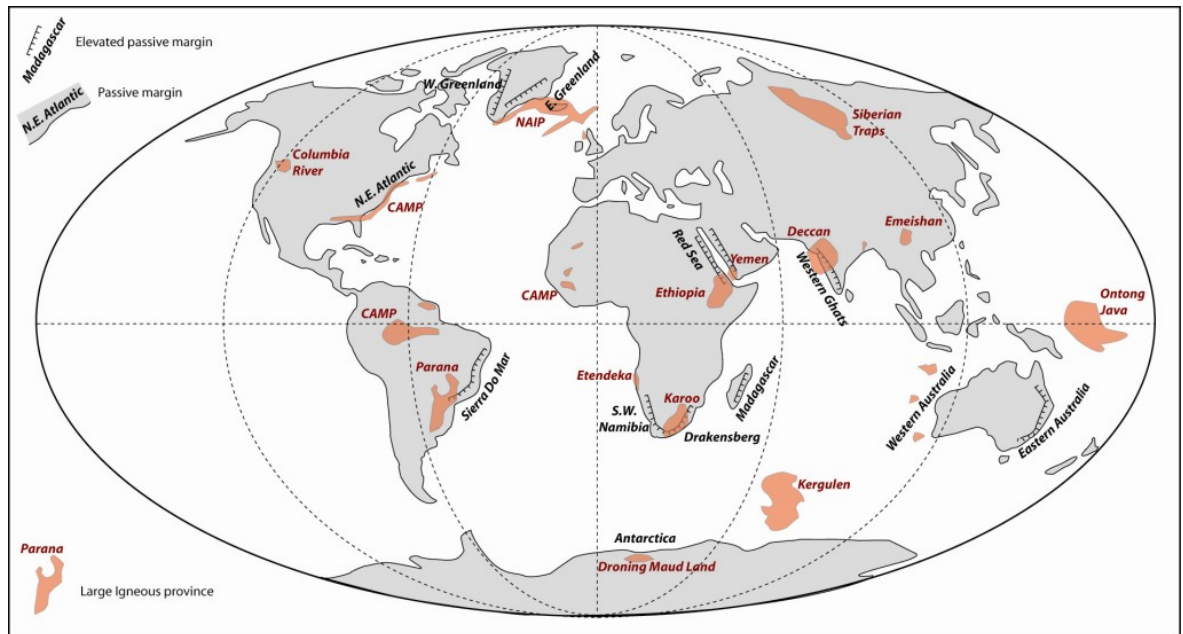 Madagascar
Elevated passive margin
N.E. Atlantic
Passive margin
W. Greenland
E. Greenland
NAIP
Siberian
Traps
Columbia
River
N.E. Atlantic
CAMP
Deccan
Emeishan
Red Sea
Yemen
Western Ghats
CAMP
Ethiopia
Ontong
Java
CAMP
Parana
Sierra Do Mar
Etendeka
Karoo
Madagascar
S.W.
Namibia
Drakensberg
Western Australia
Eastern Australia
Kergulen
Antarctica
Droning Maud Land
Parana
Large Igneous province